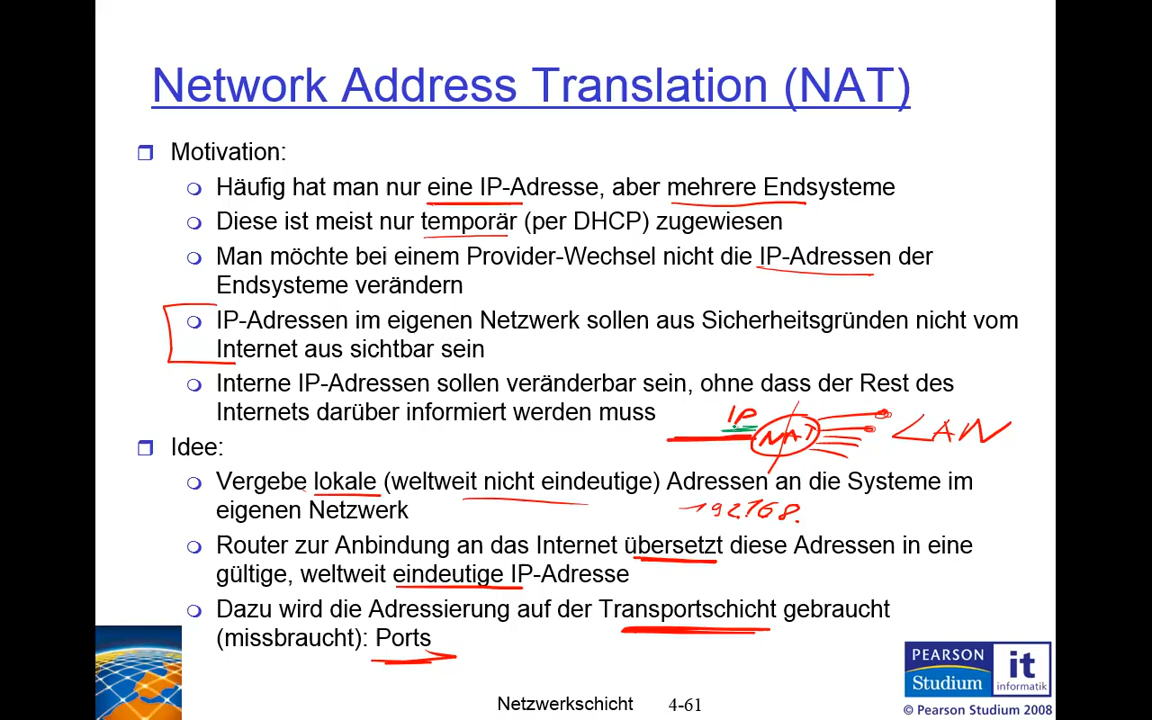 Network Address Translation (NAT)
Motivation:
Häufig hat man nur eine IP-Adresse, aber mehrere Endsysteme
Diese ist meist nur temporär (per DHCP) zugewiesen
Man möchte bei einem Provider-Wechsel nicht die IP-Adressen der
Endsysteme verändern
IP-Adressen im eigenen Netzwerk sollen aus Sicherheitsgründen nicht vom
Internet aus sichtbar sein
Interne IP-Adressen sollen veränderbar sein, ohne dass der Rest des
Internets darüber informiert werden muss
IP
NAT
LAN
Idee:
Vergebe lokale (weltweit nicht eindeutige) Adressen an die Systeme im
eigenen Netzwerk
192.168.
Router zur Anbindung an das Internet übersetzt diese Adressen in eine
gültige, weltweit eindeutige IP-Adresse
Dazu wird die Adressierung auf der Transportschicht gebraucht
(missbraucht): Ports
PEARSON
Studium
it
informatik
Netzwerkschicht 4-61
© Pearson Studium 2008